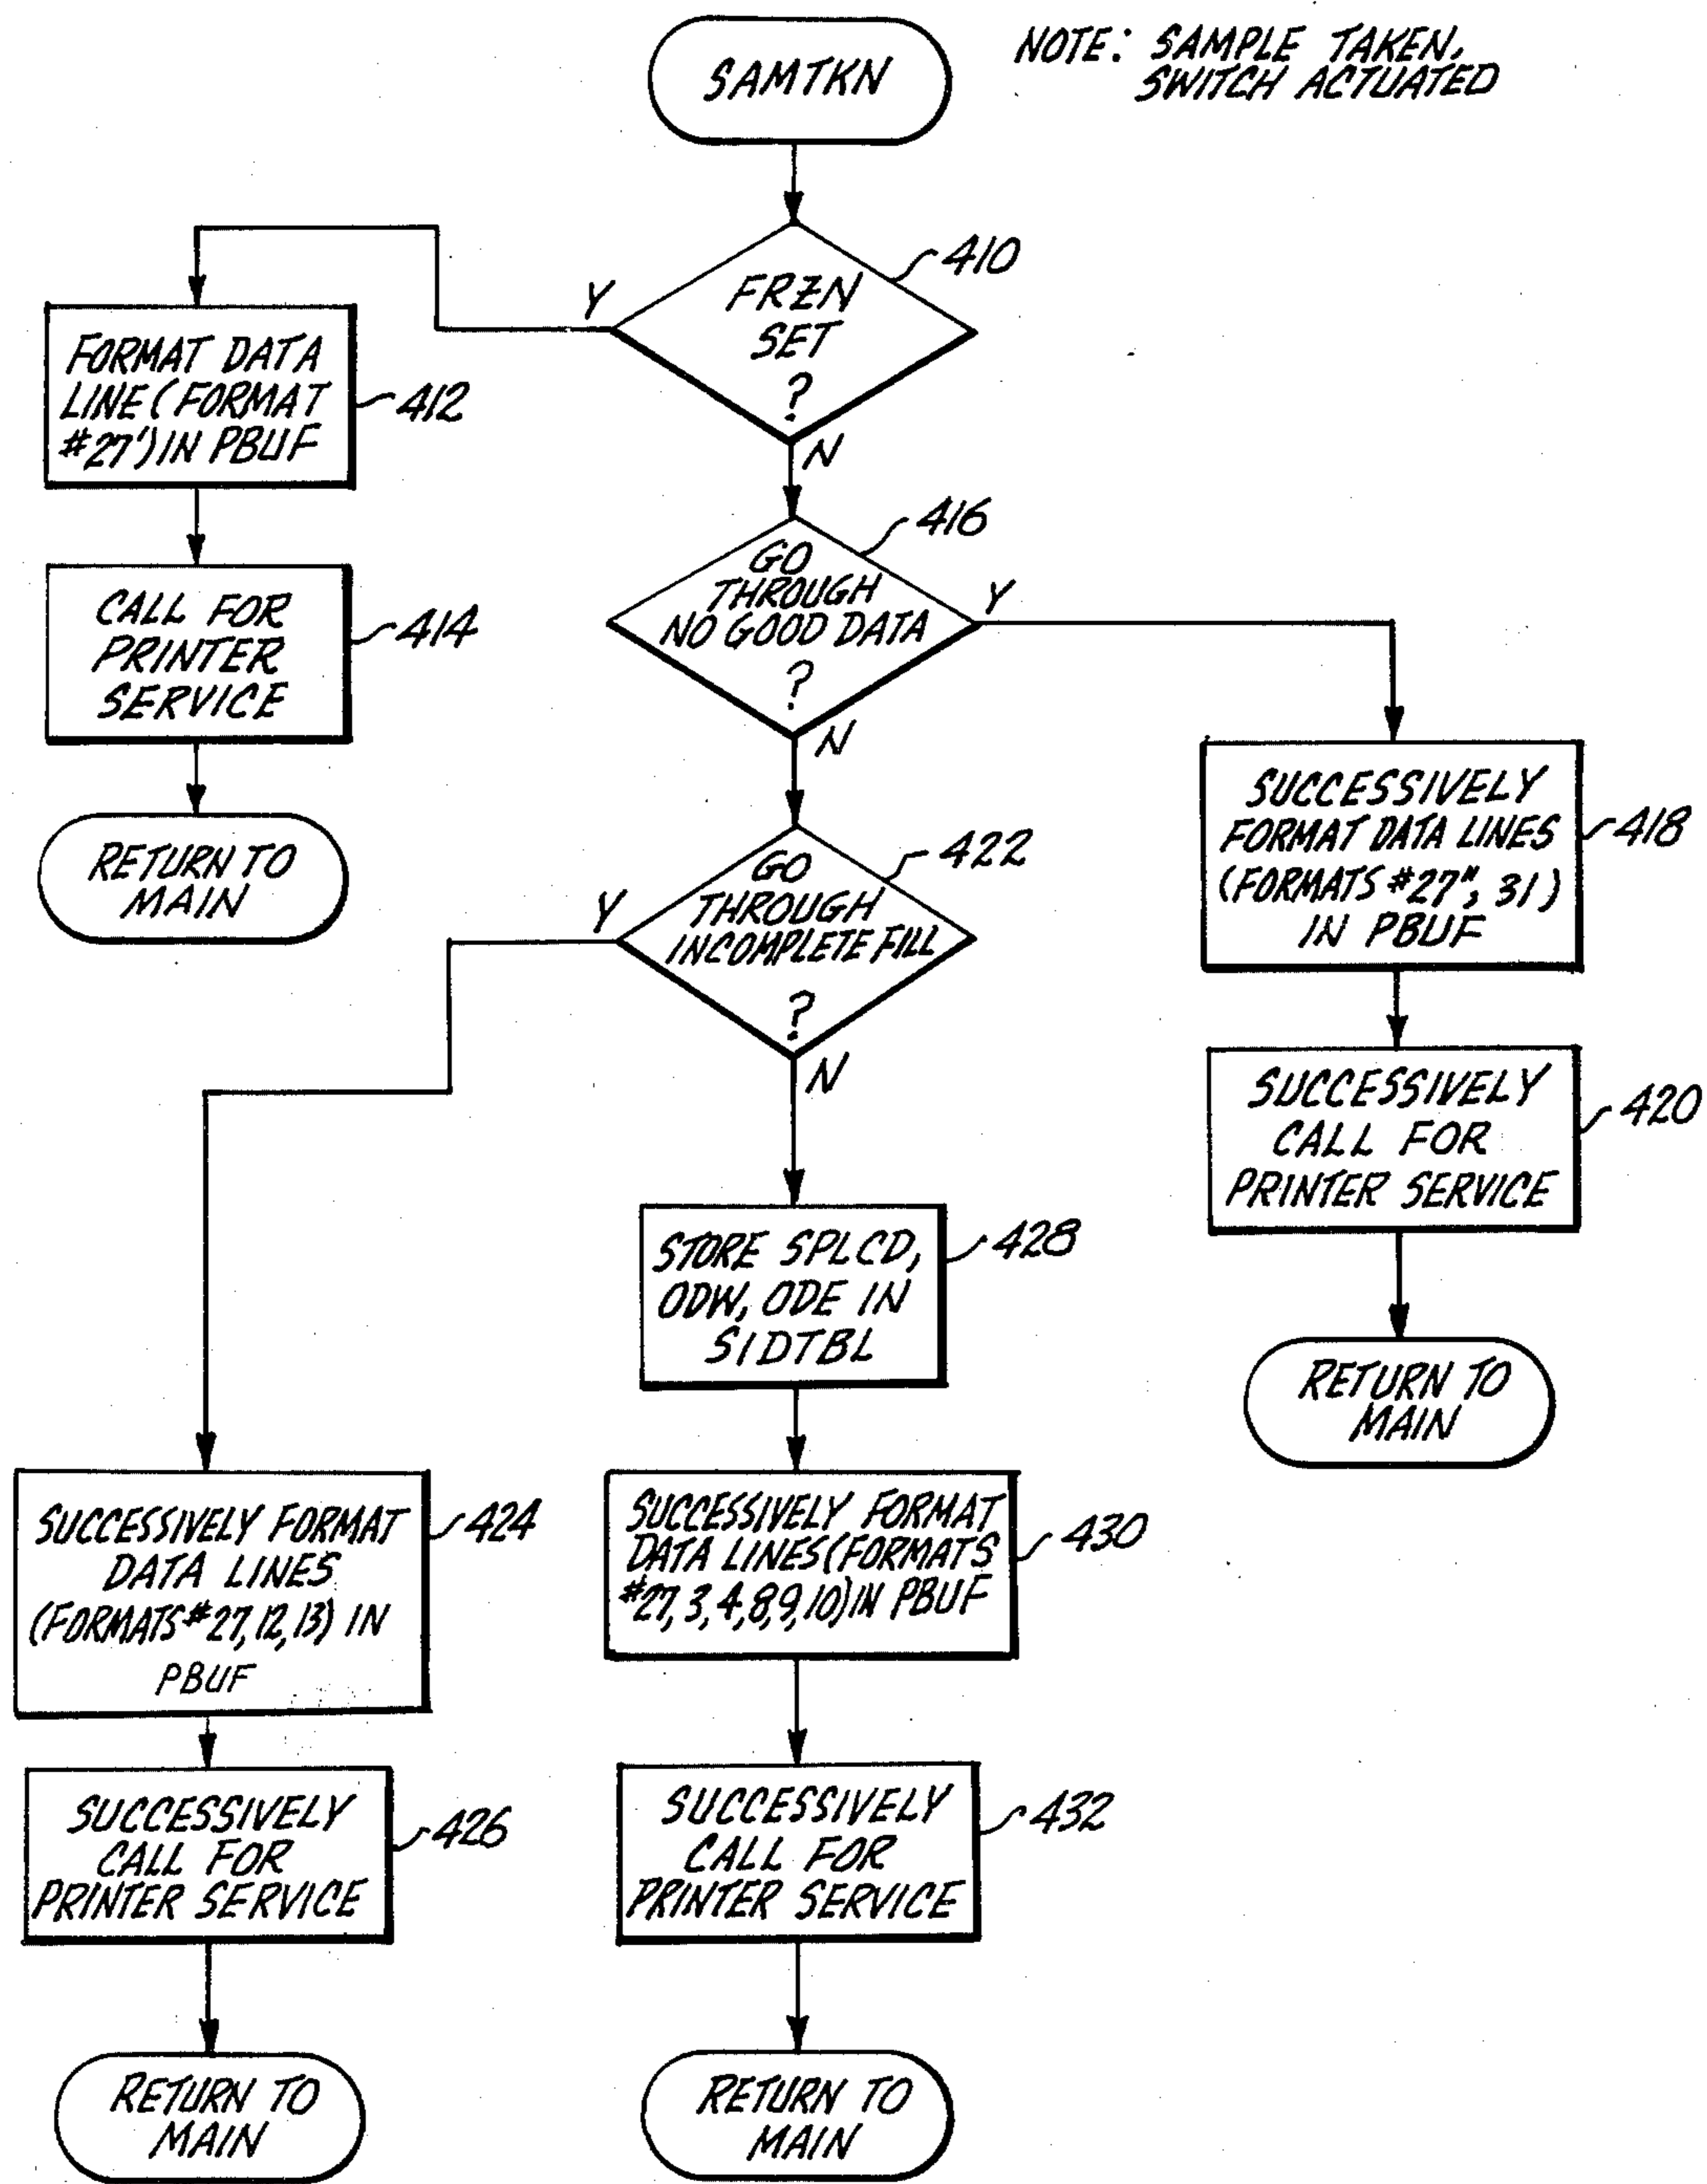 SAMTKN
NOTE: SAMPLE TAKEN,
SWITCH ACTUATED
410
FRZN
SET
?
Y
N
FORMAT DATA
LINE (FORMAT
#27') IN PBUF
412
CALL FOR
PRINTER
SERVICE
414
RETURN TO
MAIN
416
GO
THROUGH
NO GOOD DATA
?
Y
N
SUCCESSIVELY
FORMAT DATA LINES
(FORMATS #27", 31)
IN PBUF
418
SUCCESSIVELY
CALL FOR
PRINTER SERVICE
420
RETURN TO
MAIN
422
GO
THROUGH
INCOMPLETE FILL
?
Y
N
STORE SPLCD,
ODW, ODE IN
SIDTBL
428
SUCCESSIVELY FORMAT
DATA LINES
(FORMATS #27, 12, 13) IN
PBUF
424
SUCCESSIVELY FORMAT
DATA LINES (FORMATS
#27, 3, 4, 8, 9, 10) IN PBUF
430
SUCCESSIVELY
CALL FOR
PRINTER SERVICE
426
SUCCESSIVELY
CALL FOR
PRINTER SERVICE
432
RETURN TO
MAIN
RETURN TO
MAIN